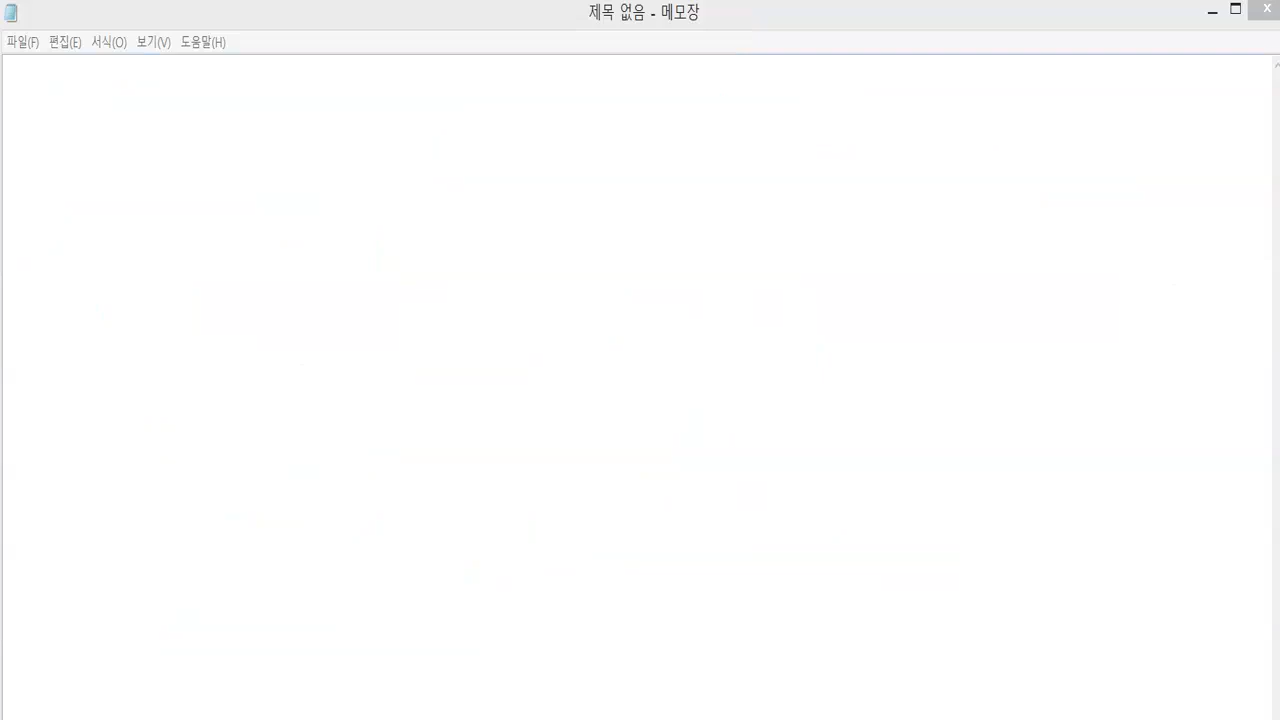 제목 없음 - 메모장
파일(F) 편집(E) 서식(O) 보기(V) 도움말(H)